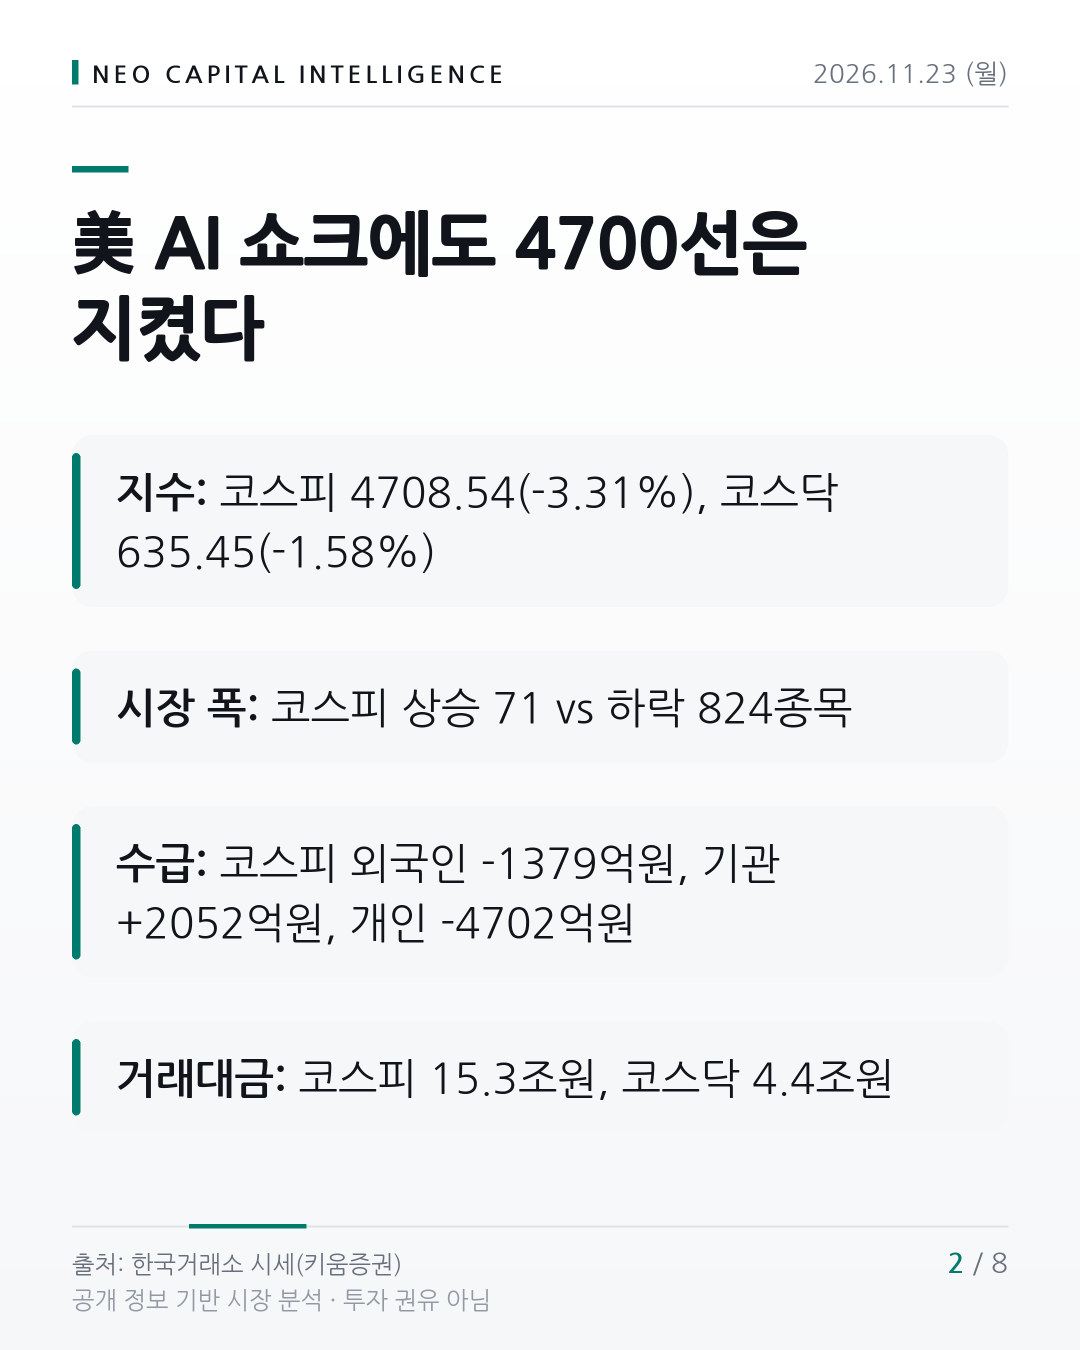 NEO CAPITAL INTELLIGENCE
2026.11.23 (월)
美 AI 쇼크에도 4700선은
지켰다
지수: 코스피 4708.54(-3.31%), 코스닥
635.45(-1.58%)
시장 폭: 코스피 상승 71 vs 하락 824종목
수급: 코스피 외국인 -1379억원, 기관
+2052억원, 개인 -4702억원
거래대금: 코스피 15.3조원, 코스닥 4.4조원
출처: 한국거래소 시세(키움증권)
2 / 8
공개 정보 기반 시장 분석 · 투자 권유 아님